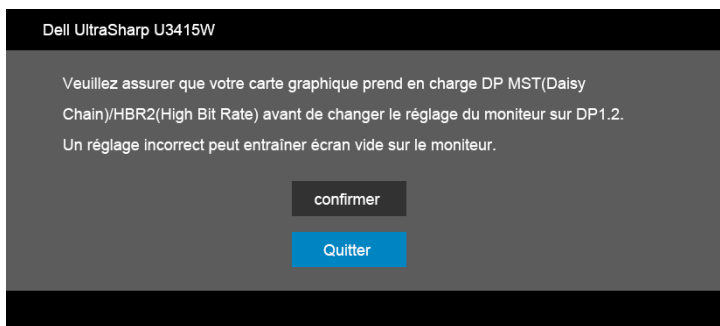 Dell UltraSharp U3415W
Veuillez assurer que votre carte graphique prend en charge DP MST(Daisy
Chain)/HBR2(High Bit Rate) avant de changer le réglage du moniteur sur DP1.2.
Un réglage incorrect peut entraîner écran vide sur le moniteur.
confirmer
Quitter